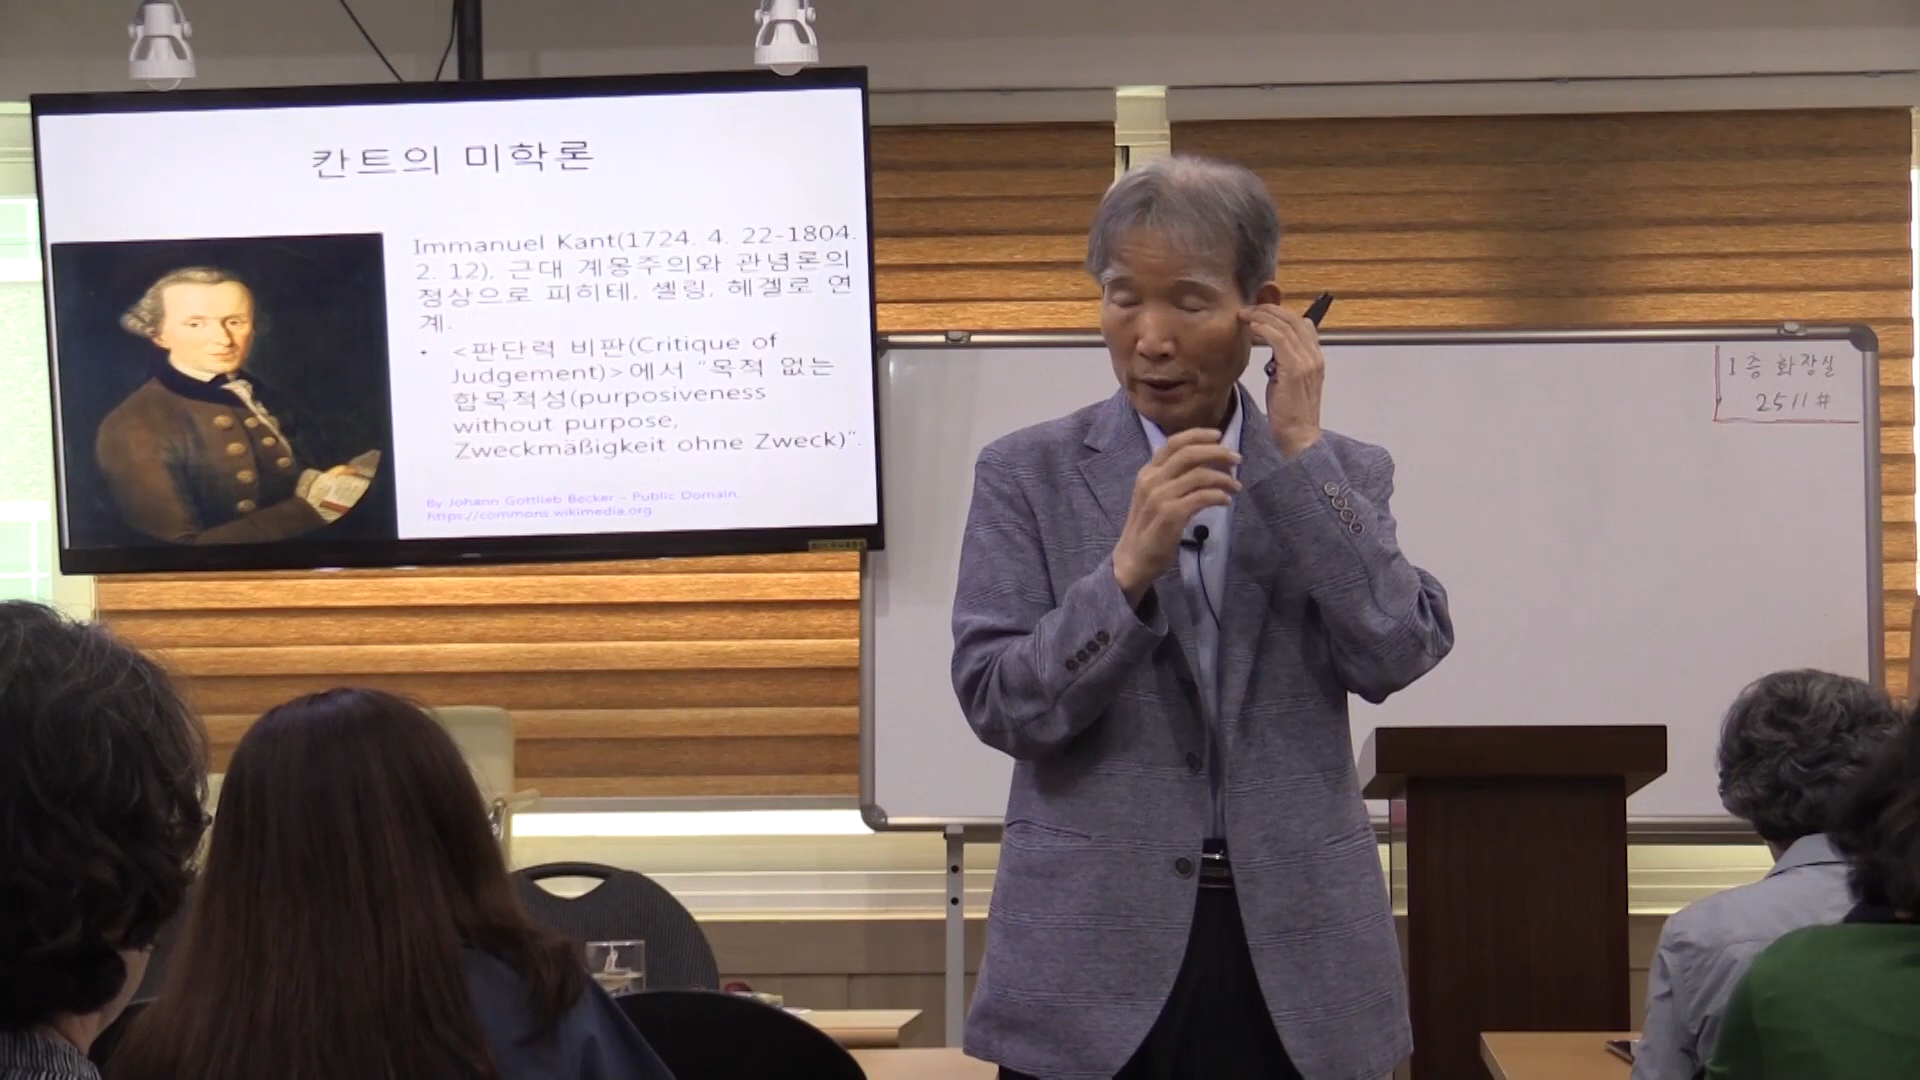 칸트의 미학론
Immanuel Kant(1724. 4. 22-1804.
2. 12), 근대 계몽주의와 관념론의
정상으로 피히테, 쉘링, 헤겔로 연
계.
• <판단력 비판(Critique of
Judgement)>에서 “목적 없는
합목적성(purposiveness
without purpose,
Zweckmäßigkeit ohne Zweck)”.
By Johann Gottlieb Becker - Public Domain,
https://commons.wikimedia.org
1층 화장실
2511#